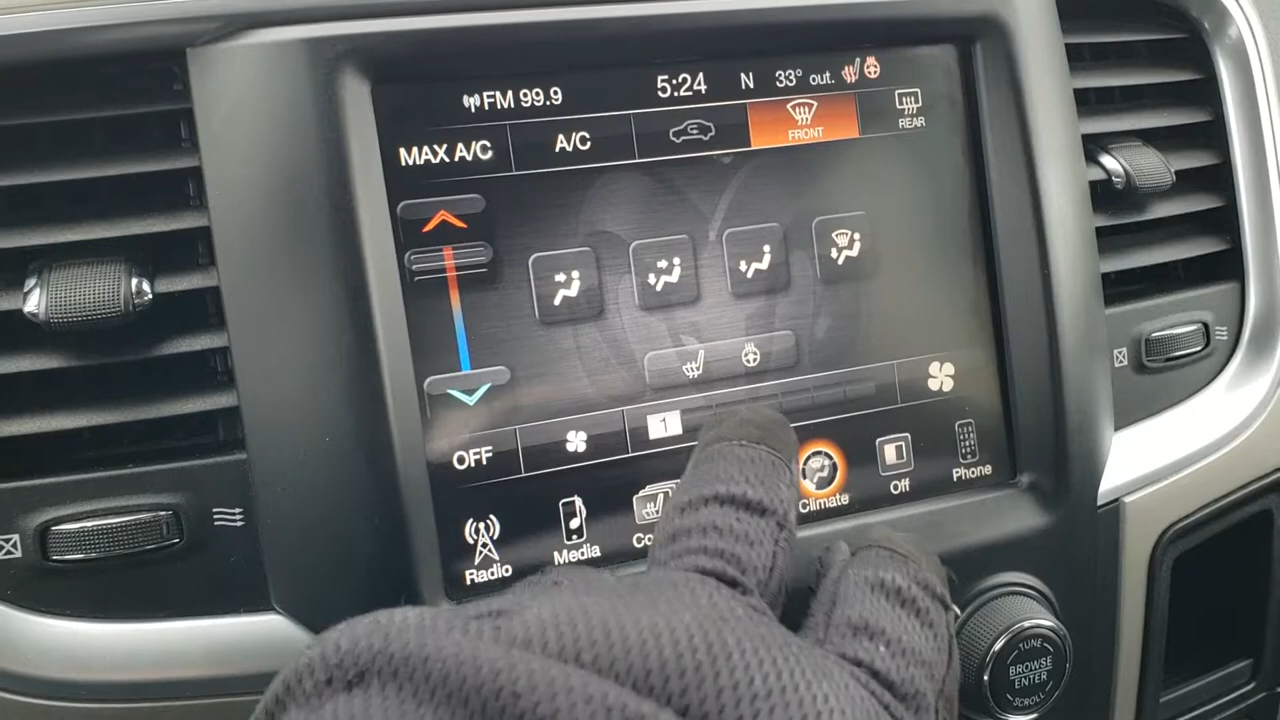 FM 99.9 5:24 N 33° out.
MAX A/C A/C FRONT REAR
OFF 1
Radio Media Climate Off Phone
TUNE
BROWSE
ENTER
SCROLL